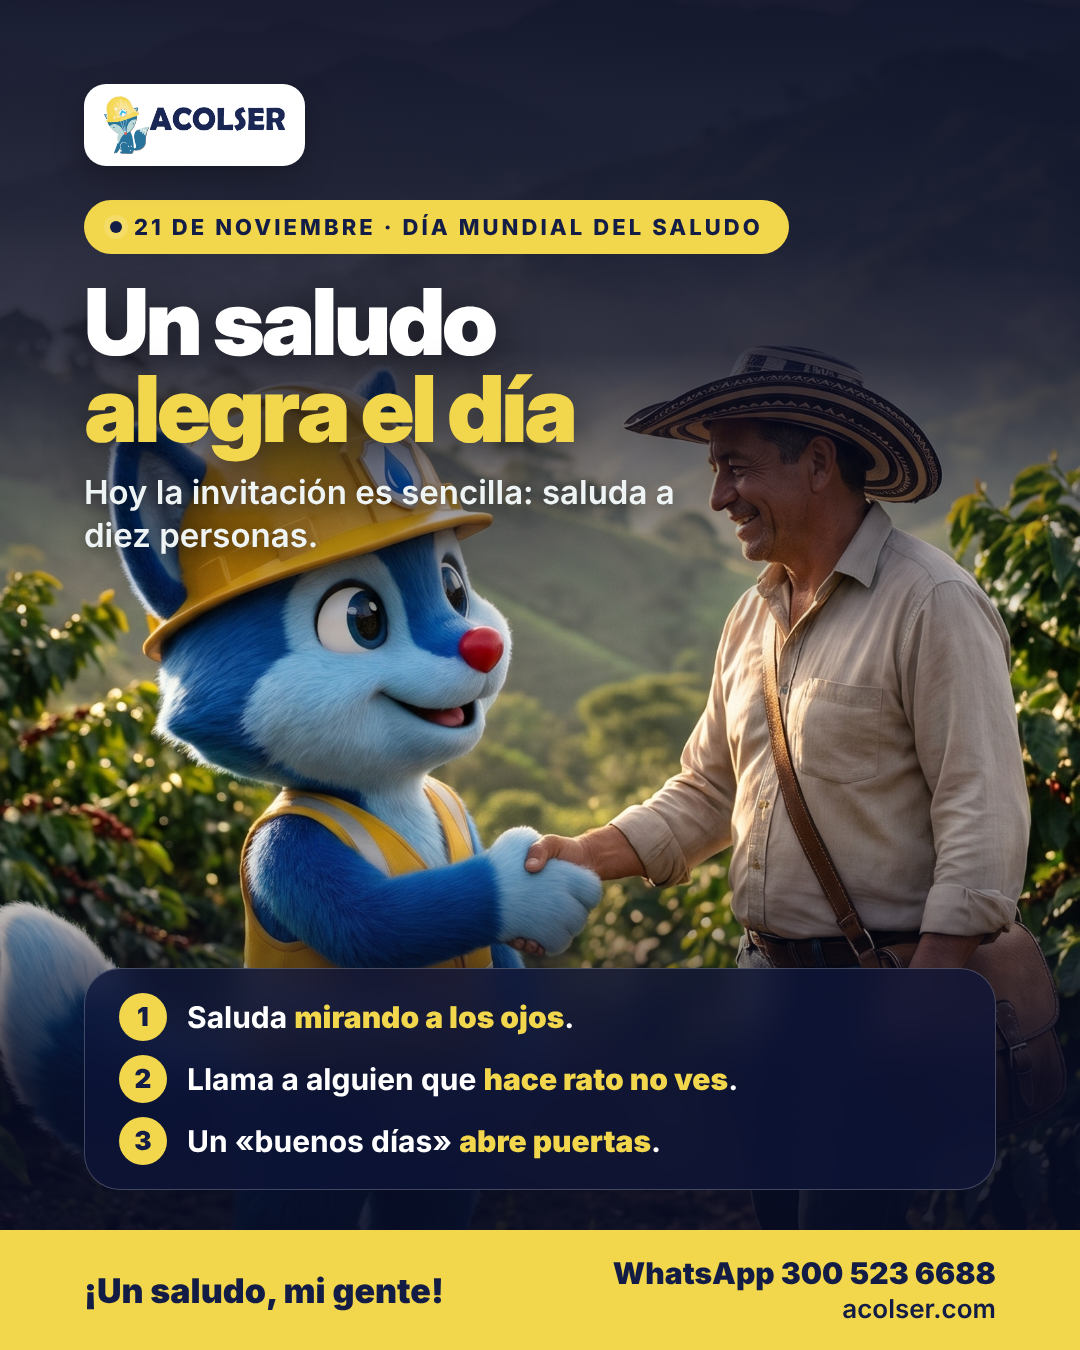 ACOLSER
21 DE NOVIEMBRE · DÍA MUNDIAL DEL SALUDO
Un saludo
alegra el día
Hoy la invitación es sencilla: saluda a
diez personas.
1 Saluda mirando a los ojos.
2 Llama a alguien que hace rato no ves.
3 Un «buenos días» abre puertas.
¡Un saludo, mi gente!
WhatsApp 300 523 6688
acolser.com